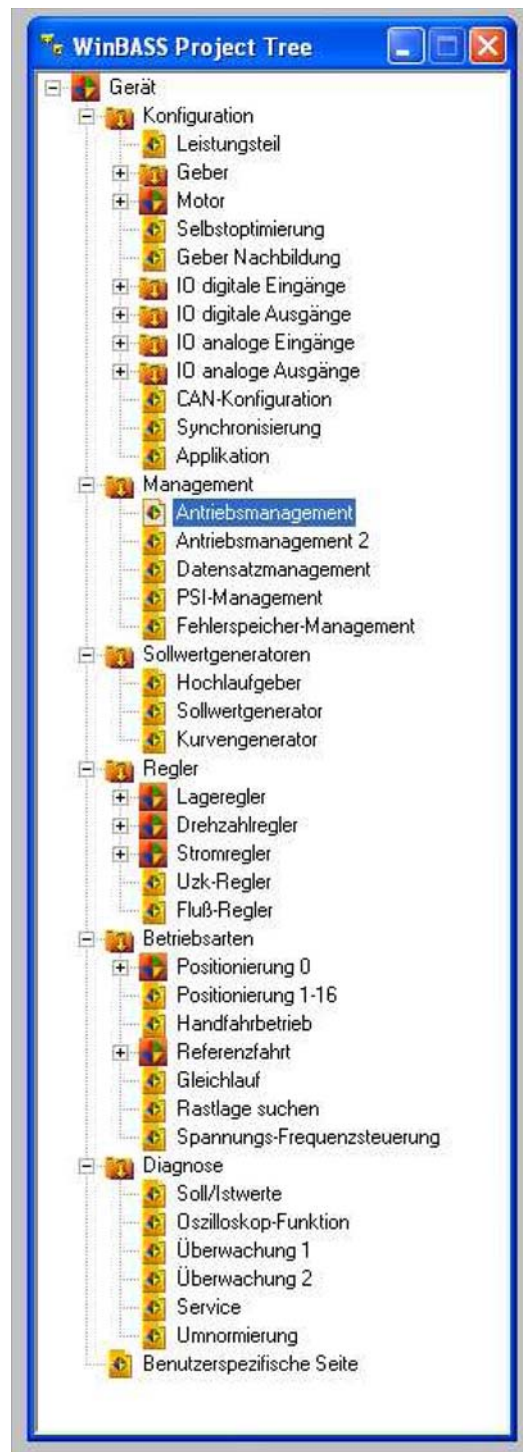 WinBASS Project Tree
Gerät
Konfiguration
Leistungsteil
Geber
Motor
Selbstoptimierung
Geber Nachbildung
IO digitale Eingänge
IO digitale Ausgänge
IO analoge Eingänge
IO analoge Ausgänge
CAN-Konfiguration
Synchronisierung
Applikation
Management
Antriebsmanagement
Antriebsmanagement 2
Datensatzmanagement
PSI-Management
Fehlerspeicher-Management
Sollwertgeneratoren
Hochlaufgeber
Sollwertgenerator
Kurvengenerator
Regler
Lageregler
Drehzahlregler
Stromregler
Uzk-Regler
Fluß-Regler
Betriebsarten
Positionierung 0
Positionierung 1-16
Handfahrbetrieb
Referenzfahrt
Gleichlauf
Rastlage suchen
Spannungs-Frequenzsteuerung
Diagnose
Soll/Istwerte
Oszilloskop-Funktion
Überwachung 1
Überwachung 2
Service
Umnormierung
Benutzerspezifische Seite